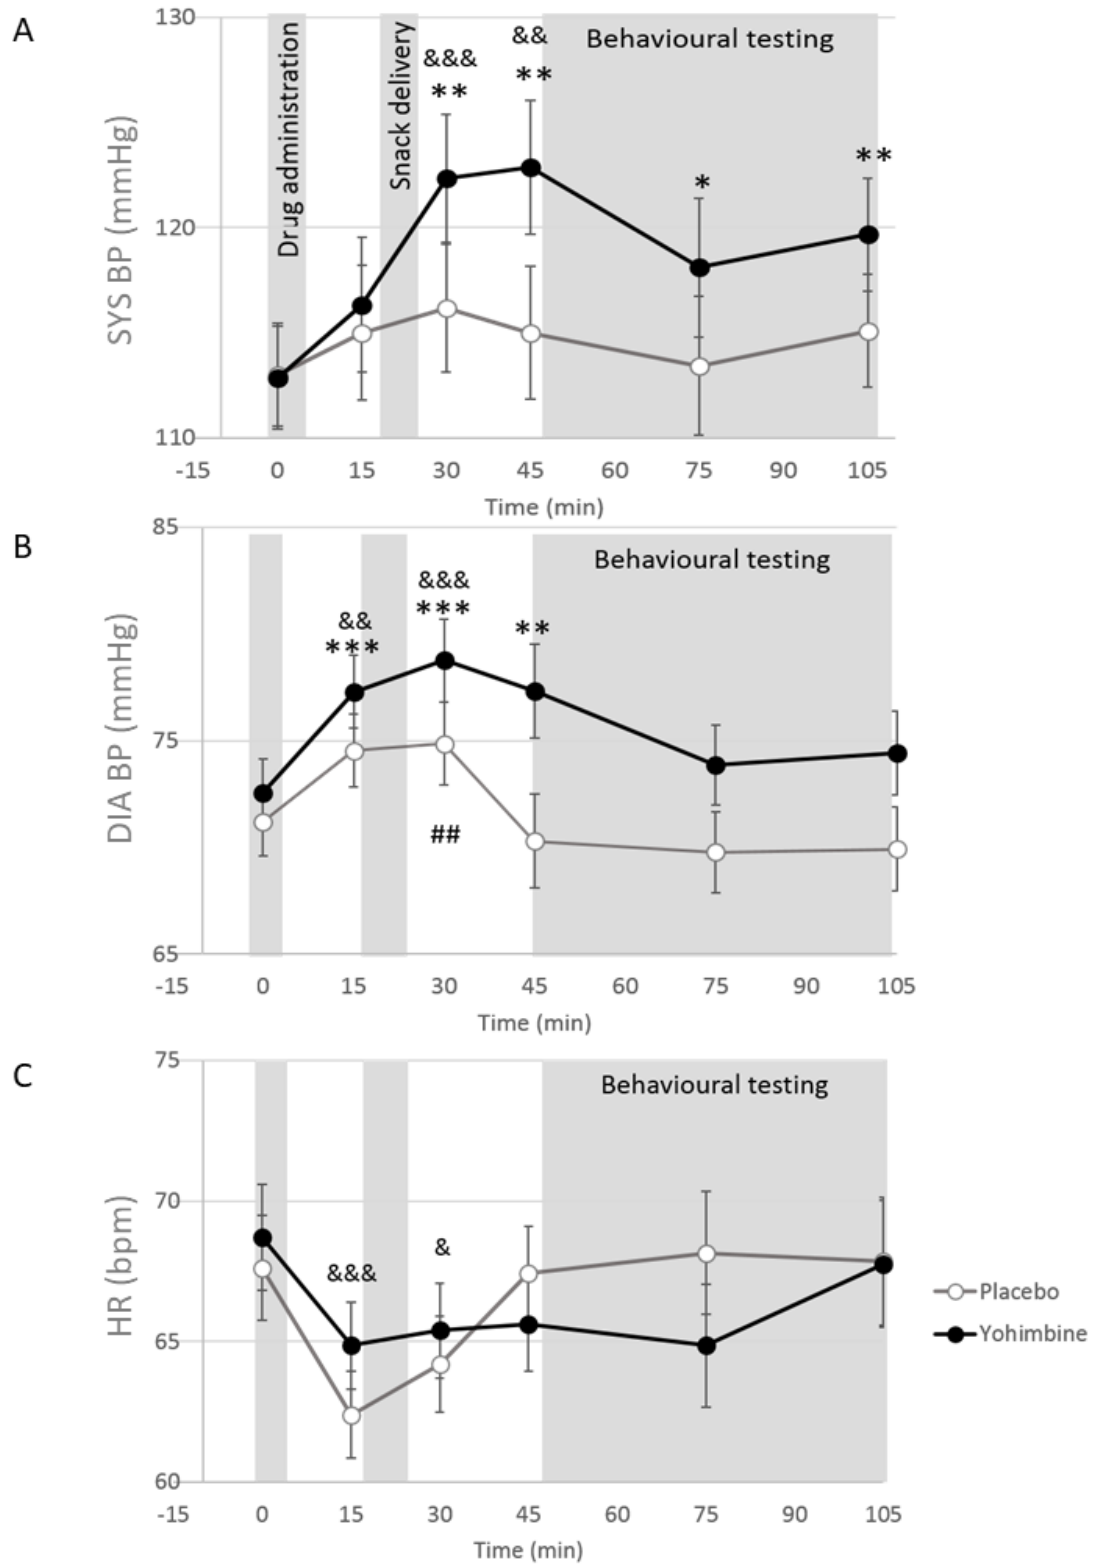 A
130
120
110
SYS BP (mmHg)
Drug administration
Snack delivery
Behavioural testing
&&&
**
&&
**
*
**
-15 0 15 30 45 60 75 90 105
Time (min)
B
85
75
65
DIA BP (mmHg)
Behavioural testing
&&
***
&&&
***
**
##
-15 0 15 30 45 60 75 90 105
Time (min)
C
75
70
65
60
HR (bpm)
Behavioural testing
&&&
&
Placebo
Yohimbine
-15 0 15 30 45 60 75 90 105
Time (min)